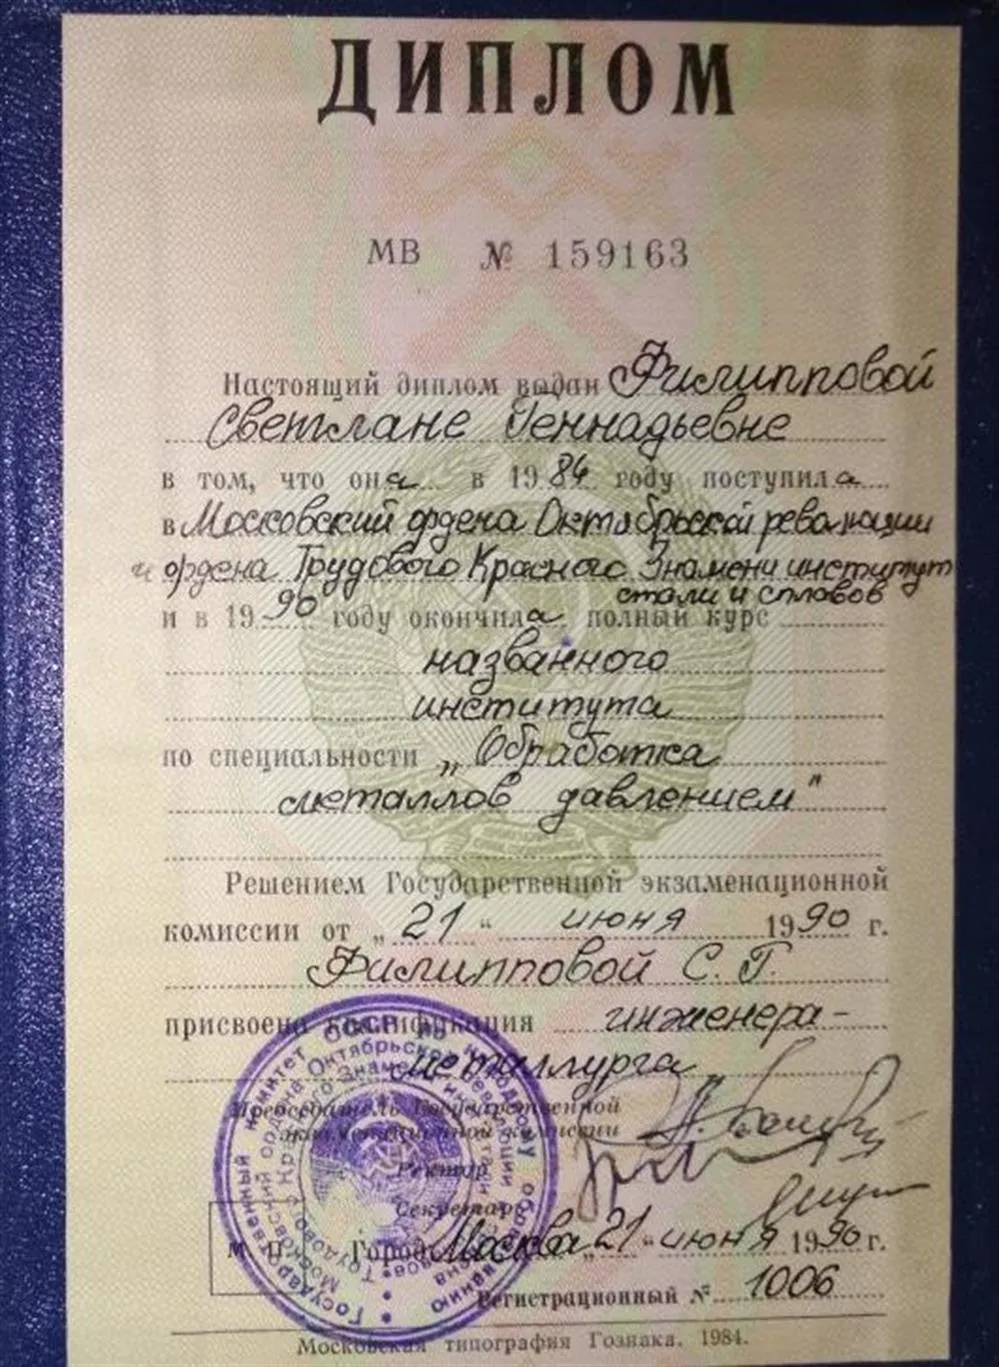 ДИПЛОМ
МВ № 159163
Настоящий диплом выдан Филипповой
Светлане Геннадьевне
в том, что она в 1984 году поступила
в Московский ордена Октябрьской революции
и ордена Трудового Красного Знамени институт
стали и сплавов
и в 1990 году окончила полный курс
названного
института
по специальности „Обработка
металлов давлением"
Решением Государственной экзаменационной
комиссии от „21" июня 1990 г.
Филипповой С. Г.
присвоена квалификация инженера-
металлурга
Председатель Государственной
экзаменационной комиссии
Ректор
Секретарь
М. П. Город Москва „21" июня 1990 г.
Регистрационный № 1006
Московская типография Гознака. 1984.